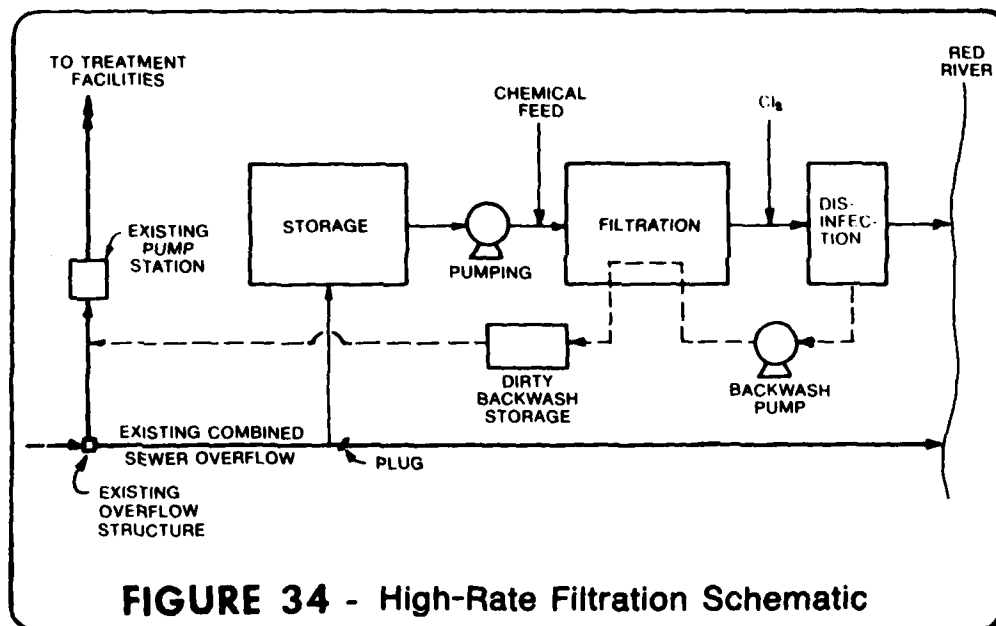 TO TREATMENT
FACILITIES
RED
RIVER
CHEMICAL
FEED
Cl₂
STORAGE
PUMPING
FILTRATION
DIS-
INFEC-
TION
EXISTING
PUMP
STATION
DIRTY
BACKWASH
STORAGE
BACKWASH
PUMP
EXISTING COMBINED
SEWER OVERFLOW
PLUG
EXISTING
OVERFLOW
STRUCTURE
FIGURE 34 - High-Rate Filtration Schematic